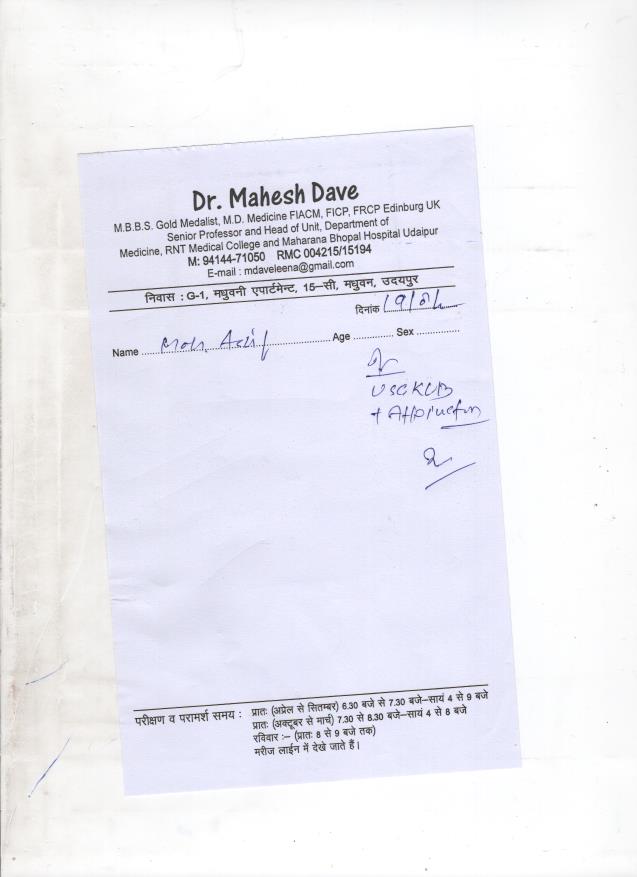 Dr. Mahesh Dave
M.B.B.S. Gold Medalist, M.D. Medicine FIACM, FICP, FRCP Edinburg UK
Senior Professor and Head of Unit, Department of
Medicine, RNT Medical College and Maharana Bhopal Hospital Udaipur
M: 94144-71050 RMC 004215/15194
E-mail : mdaveleena@gmail.com
निवास : G-1, मधुवनी एपार्टमेन्ट, 15–सी, मधुवन, उदयपुर
दिनांक
Name ........ Moh. Asif ........ Age ............ Sex ............
USG KUB
+
परीक्षण व परामर्श समय : प्रातः (अप्रेल से सितम्बर) 6.30 बजे से 7.30 बजे–सायं 4 से 9 बजे
प्रातः (अक्टूबर से मार्च) 7.30 से 8.30 बजे–सायं 4 से 8 बजे
रविवार :– (प्रातः 8 से 9 बजे तक)
मरीज लाईन में देखे जाते हैं।